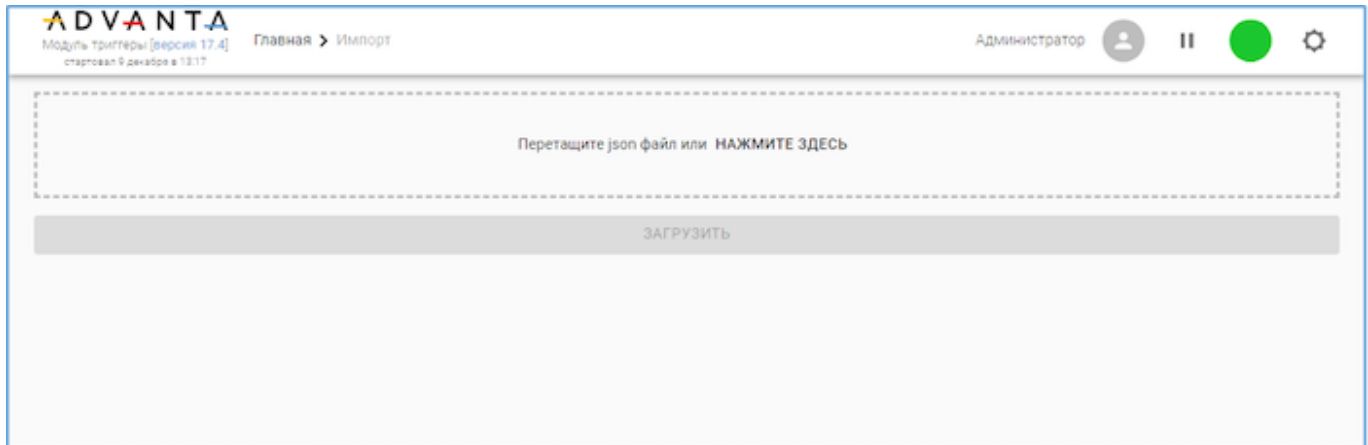 ADVANTA
Модуль триггеры [версия 17.4]
стартовал 9 декабря в 13:17
Главная > Импорт
Администратор
Перетащите json файл или НАЖМИТЕ ЗДЕСЬ
ЗАГРУЗИТЬ